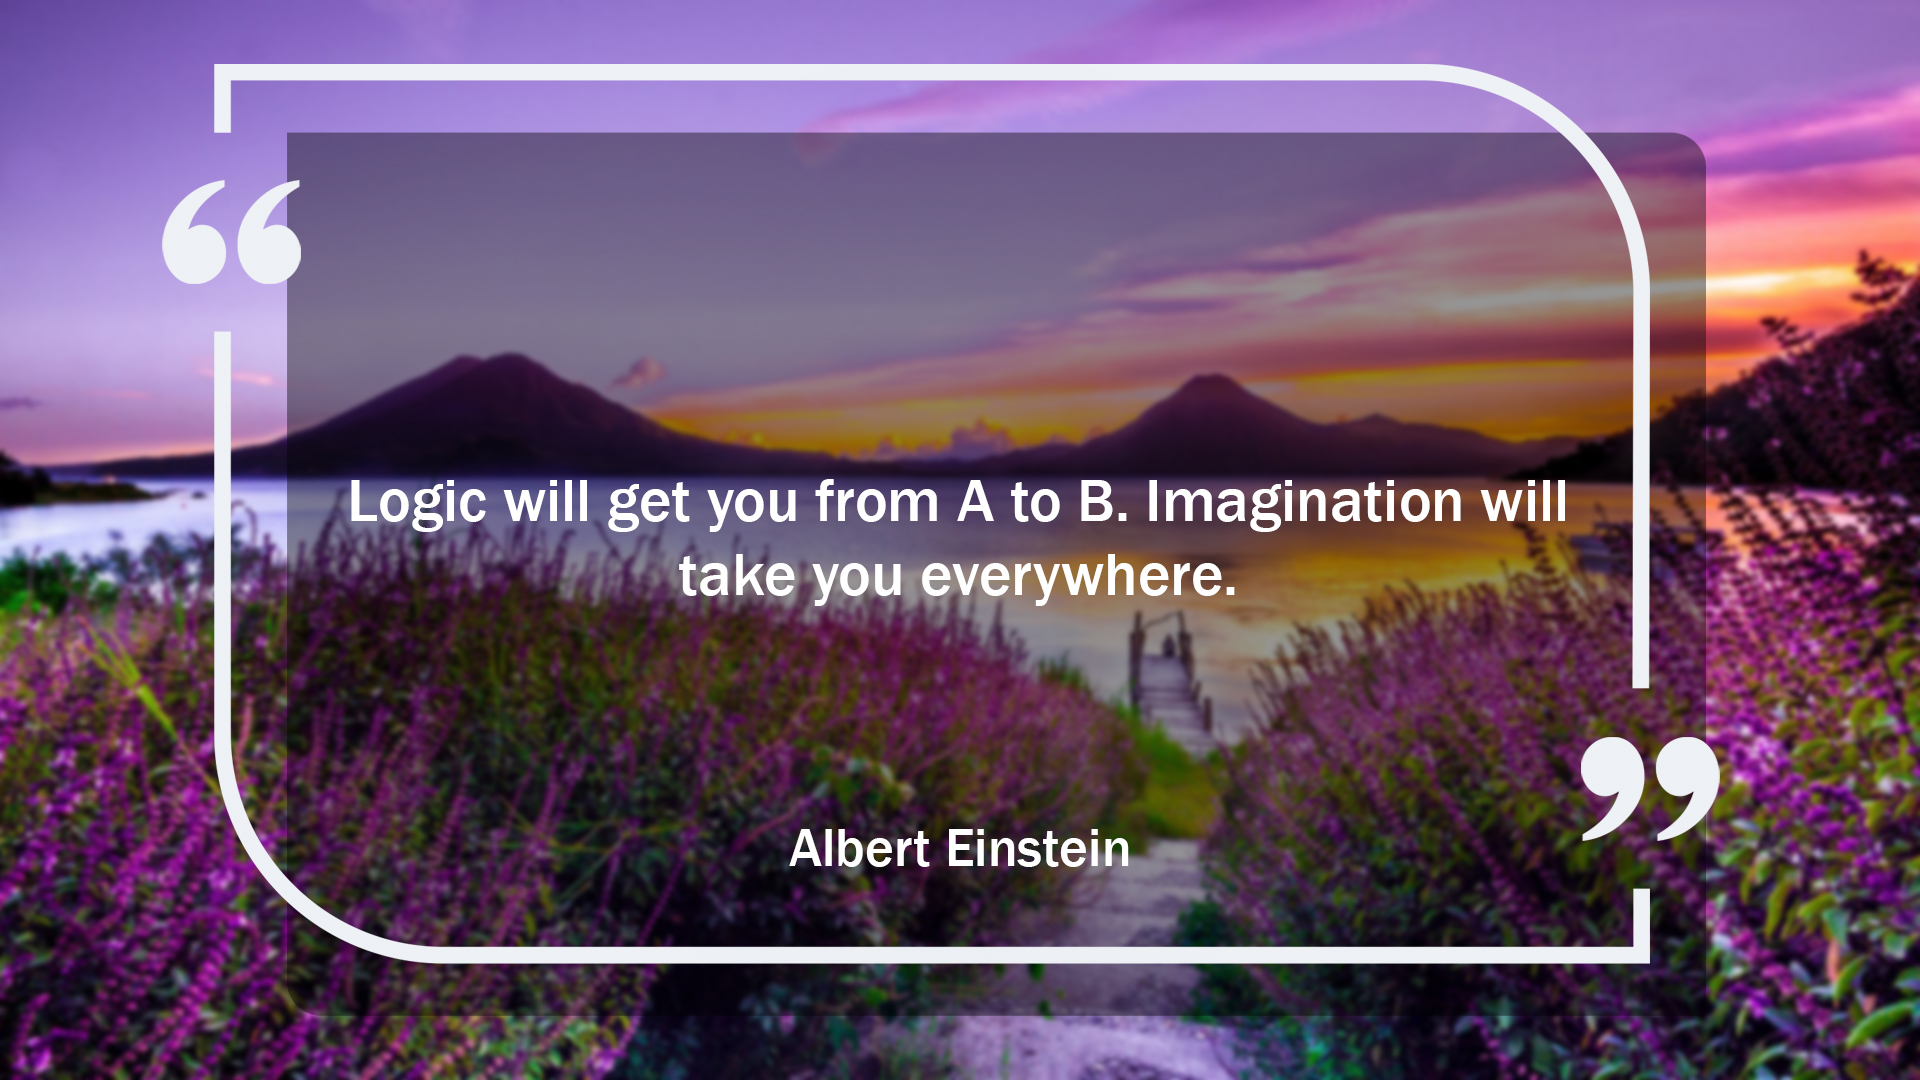 “
Logic will get you from A to B. Imagination will
take you everywhere.
”
Albert Einstein